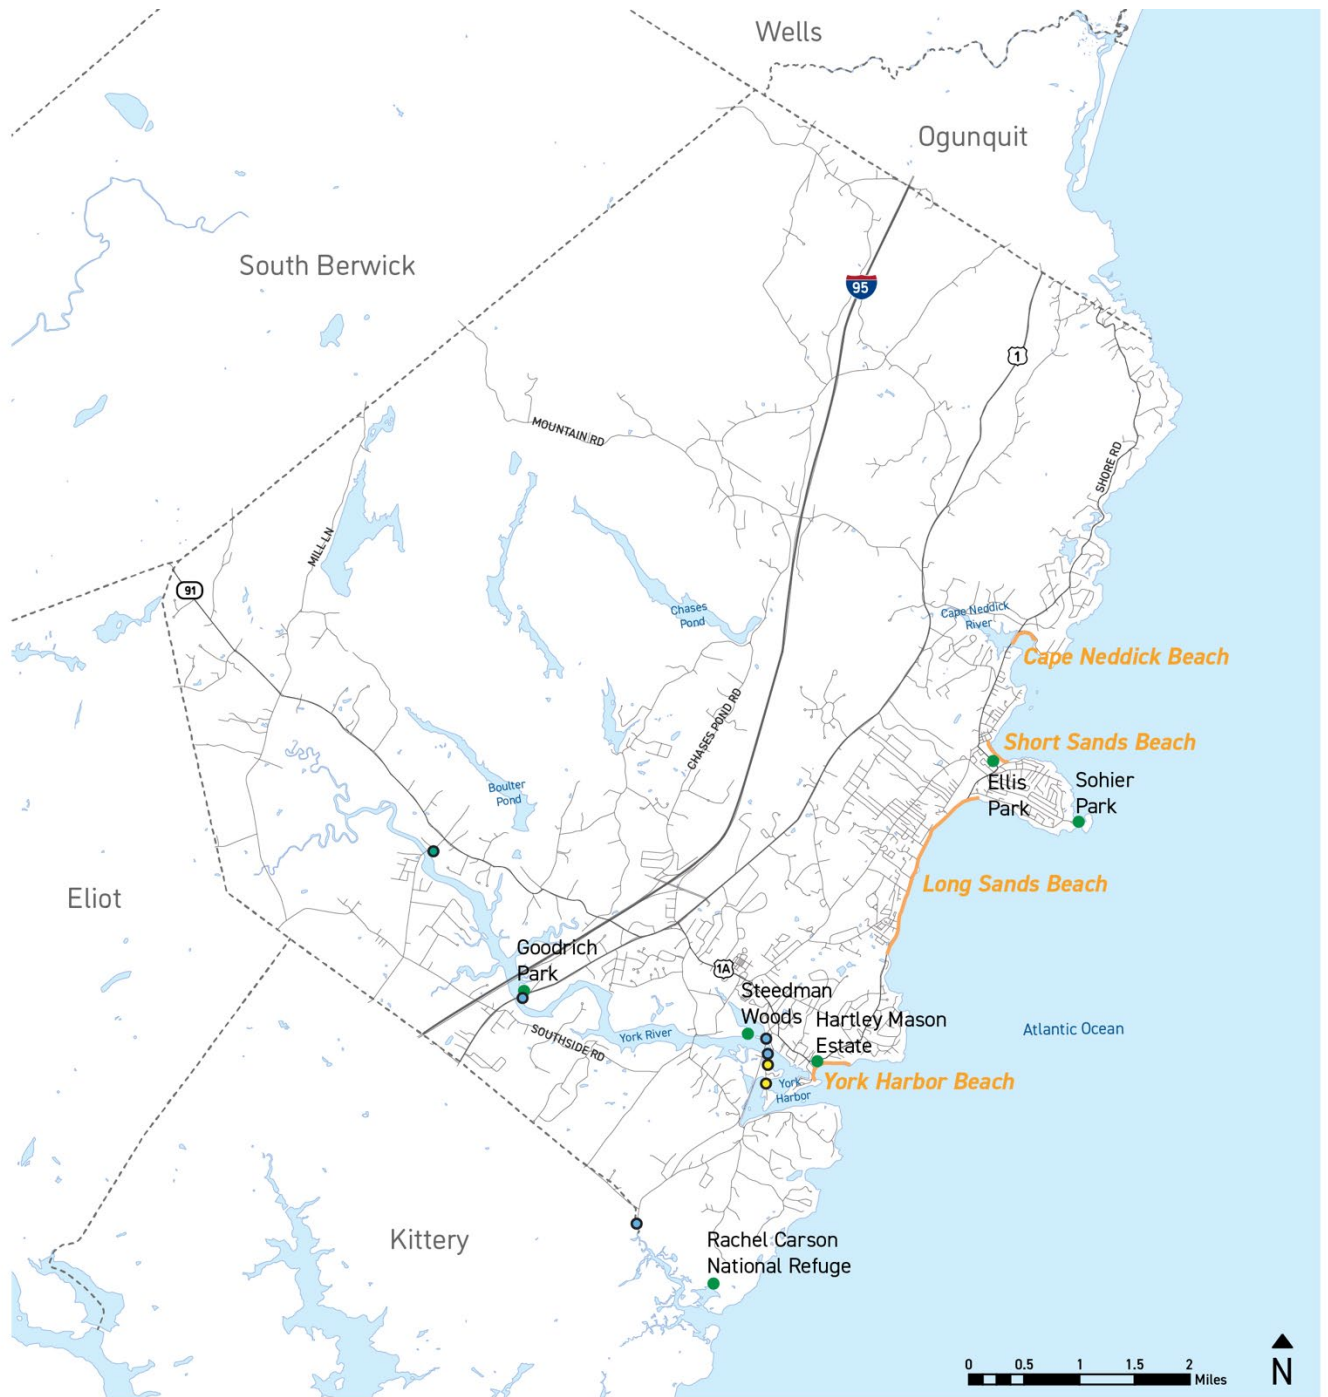 Wells
Ogunquit
South Berwick
95
1
MOUNTAIN RD
SHORE RD
MILL LN
91
Chases
Pond
Cape Neddick
River
Cape Neddick Beach
CHASES POND RD
Short Sands Beach
Ellis
Park
Sohier
Park
Boulter
Pond
Long Sands Beach
Eliot
Goodrich
Park
1A
Steedman
Woods
Hartley Mason
Estate
SOUTHSIDE RD
York River
Atlantic Ocean
York Harbor Beach
York
Harbor
Kittery
Rachel Carson
National Refuge
0 0.5 1 1.5 2
Miles
N